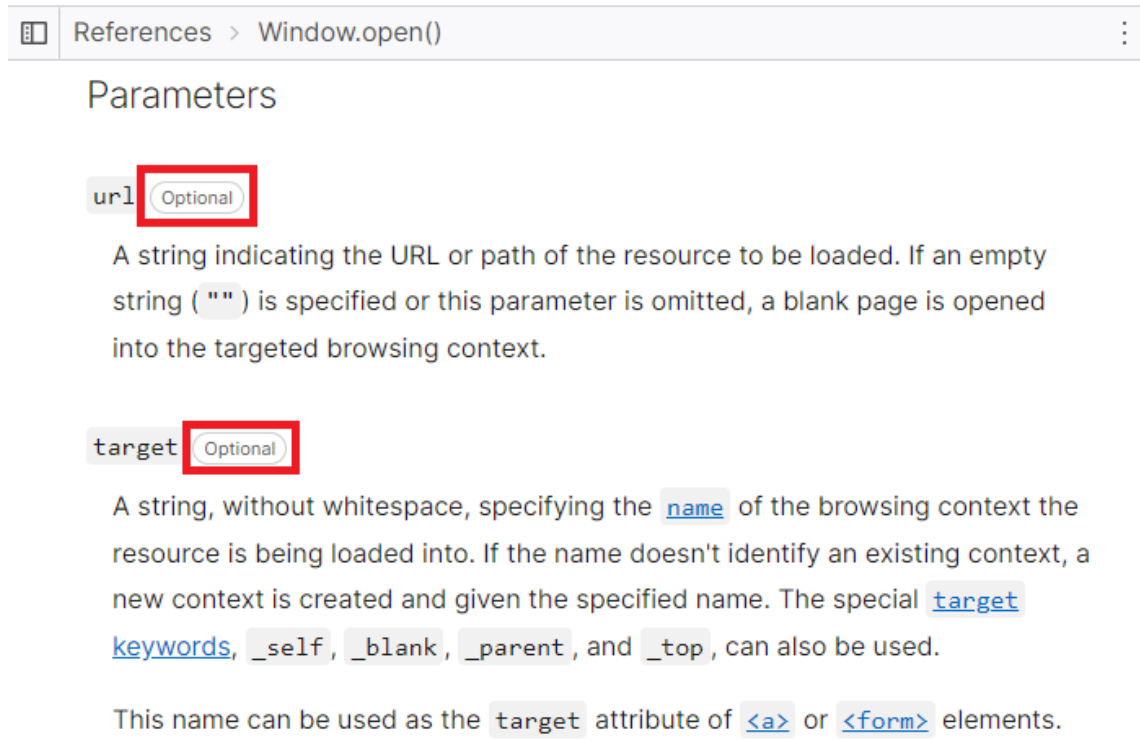 References > Window.open()
Parameters
url Optional
A string indicating the URL or path of the resource to be loaded. If an empty
string ( "" ) is specified or this parameter is omitted, a blank page is opened
into the targeted browsing context.
target Optional
A string, without whitespace, specifying the name of the browsing context the
resource is being loaded into. If the name doesn't identify an existing context, a
new context is created and given the specified name. The special target
keywords, _self, _blank, _parent, and _top, can also be used.
This name can be used as the target attribute of <a> or <form> elements.